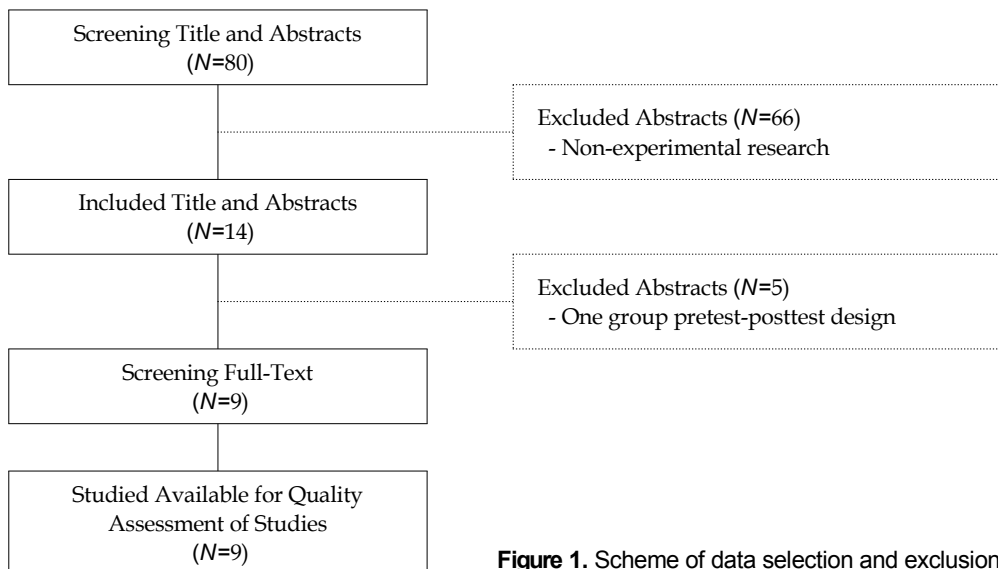 Screening Title and Abstracts
(N=80)
Excluded Abstracts (N=66)
- Non-experimental research
Included Title and Abstracts
(N=14)
Excluded Abstracts (N=5)
- One group pretest-posttest design
Screening Full-Text
(N=9)
Studied Available for Quality
Assessment of Studies
(N=9)
Figure 1. Scheme of data selection and exclusion